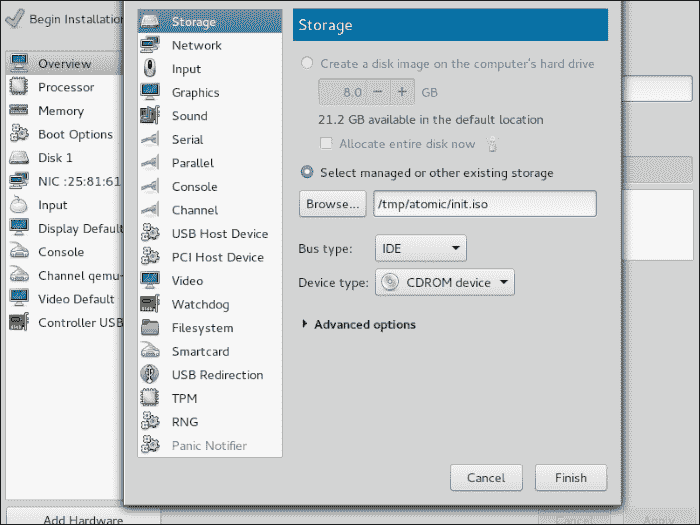 Begin Installation
Overview
Processor
Memory
Boot Options
Disk 1
NIC :25:81:61
Input
Display Default
Console
Channel qemu-
Video Default
Controller USB
Add Hardware
Storage
Network
Input
Graphics
Sound
Serial
Parallel
Console
Channel
USB Host Device
PCI Host Device
Video
Watchdog
Filesystem
Smartcard
USB Redirection
TPM
RNG
Panic Notifier
Storage
Create a disk image on the computer's hard drive
8.0 − + GB
21.2 GB available in the default location
Allocate entire disk now
Select managed or other existing storage
Browse... /tmp/atomic/init.iso
Bus type: IDE
Device type: CDROM device
Advanced options
Cancel Finish
Cancel Apply